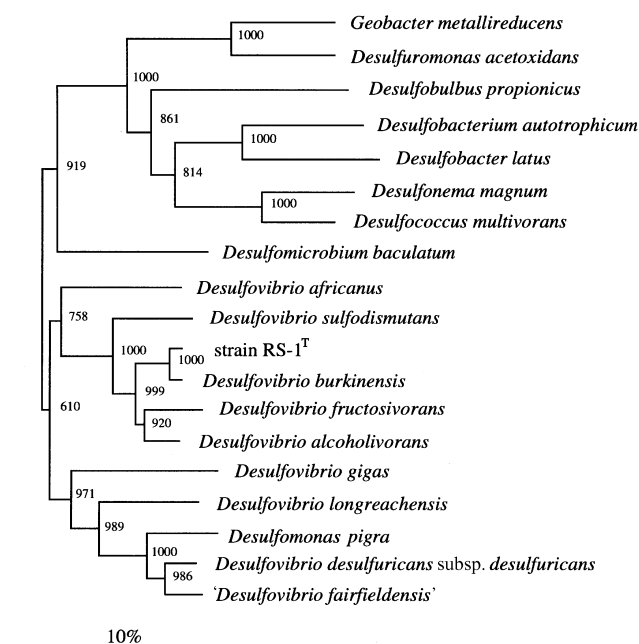 Geobacter metallireducens
1000
Desulfuromonas acetoxidans
1000
Desulfobulbus propionicus
861
Desulfobacterium autotrophicum
1000
Desulfobacter latus
919
814
Desulfonema magnum
1000
Desulfococcus multivorans
Desulfomicrobium baculatum
Desulfovibrio africanus
758
Desulfovibrio sulfodismutans
1000
strain RS-1T
1000
Desulfovibrio burkinensis
999
610
Desulfovibrio fructosivorans
920
Desulfovibrio alcoholivorans
Desulfovibrio gigas
971
Desulfovibrio longreachensis
989
Desulfomonas pigra
1000
Desulfovibrio desulfuricans subsp. desulfuricans
986
'Desulfovibrio fairfieldensis'
10%